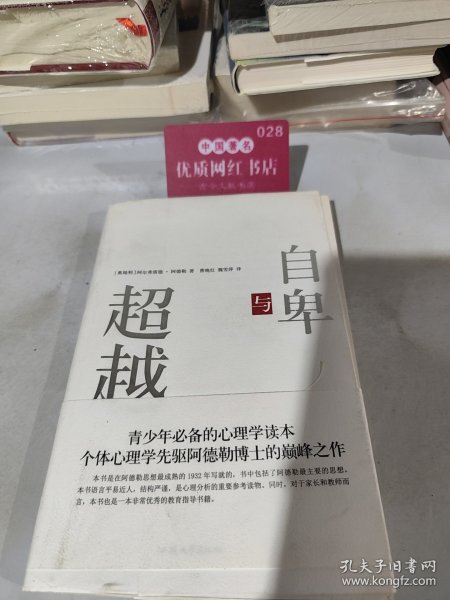 028
中国著名
优质网红书店
[奥地利]阿尔弗雷德·阿德勒 著 曹晚红 魏雪萍 译
自卑
与
超越
青少年必备的心理学读本
个体心理学先驱阿德勒博士的巅峰之作
本书是在阿德勒思想最成熟的1932年写就的，书中包括了阿德勒最主要的思想。
本书语言平易近人，结构严谨，是心理分析的重要参考读物。同时，对于家长和教师而
言，本书也是一本非常优秀的教育指导书籍。
孔夫子旧书网
www.kongfz.com